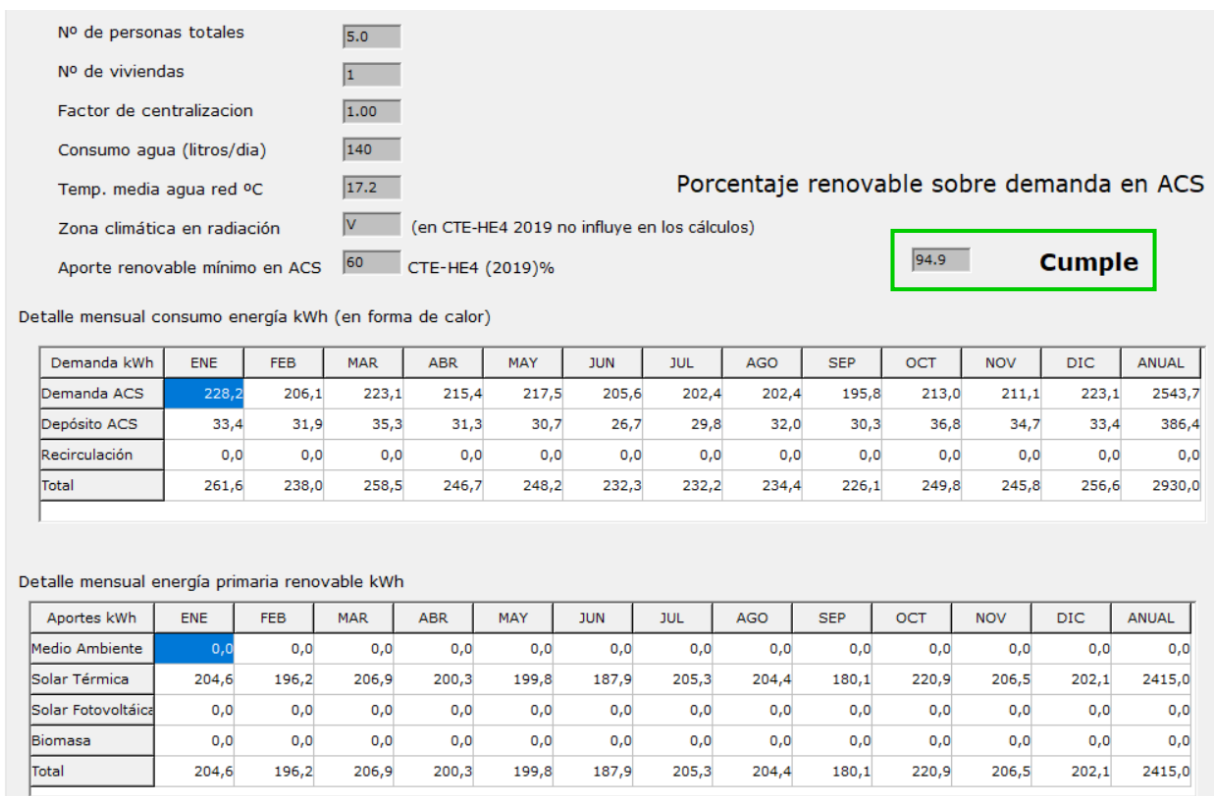 Nº de personas totales 5.0
Nº de viviendas 1
Factor de centralizacion 1.00
Consumo agua (litros/dia) 140
Temp. media agua red ºC 17.2
Porcentaje renovable sobre demanda en ACS
Zona climática en radiación V (en CTE-HE4 2019 no influye en los cálculos)
Aporte renovable mínimo en ACS 60 CTE-HE4 (2019)%
94.9 Cumple
Detalle mensual consumo energía kWh (en forma de calor)
Demanda kWh ENE FEB MAR ABR MAY JUN JUL AGO SEP OCT NOV DIC ANUAL
Demanda ACS 228,2 206,1 223,1 215,4 217,5 205,6 202,4 202,4 195,8 213,0 211,1 223,1 2543,7
Depósito ACS 33,4 31,9 35,3 31,3 30,7 26,7 29,8 32,0 30,3 36,8 34,7 33,4 386,4
Recirculación 0,0 0,0 0,0 0,0 0,0 0,0 0,0 0,0 0,0 0,0 0,0 0,0 0,0
Total 261,6 238,0 258,5 246,7 248,2 232,3 232,2 234,4 226,1 249,8 245,8 256,6 2930,0
Detalle mensual energía primaria renovable kWh
Aportes kWh ENE FEB MAR ABR MAY JUN JUL AGO SEP OCT NOV DIC ANUAL
Medio Ambiente 0,0 0,0 0,0 0,0 0,0 0,0 0,0 0,0 0,0 0,0 0,0 0,0 0,0
Solar Térmica 204,6 196,2 206,9 200,3 199,8 187,9 205,3 204,4 180,1 220,9 206,5 202,1 2415,0
Solar Fotovoltáica 0,0 0,0 0,0 0,0 0,0 0,0 0,0 0,0 0,0 0,0 0,0 0,0 0,0
Biomasa 0,0 0,0 0,0 0,0 0,0 0,0 0,0 0,0 0,0 0,0 0,0 0,0 0,0
Total 204,6 196,2 206,9 200,3 199,8 187,9 205,3 204,4 180,1 220,9 206,5 202,1 2415,0